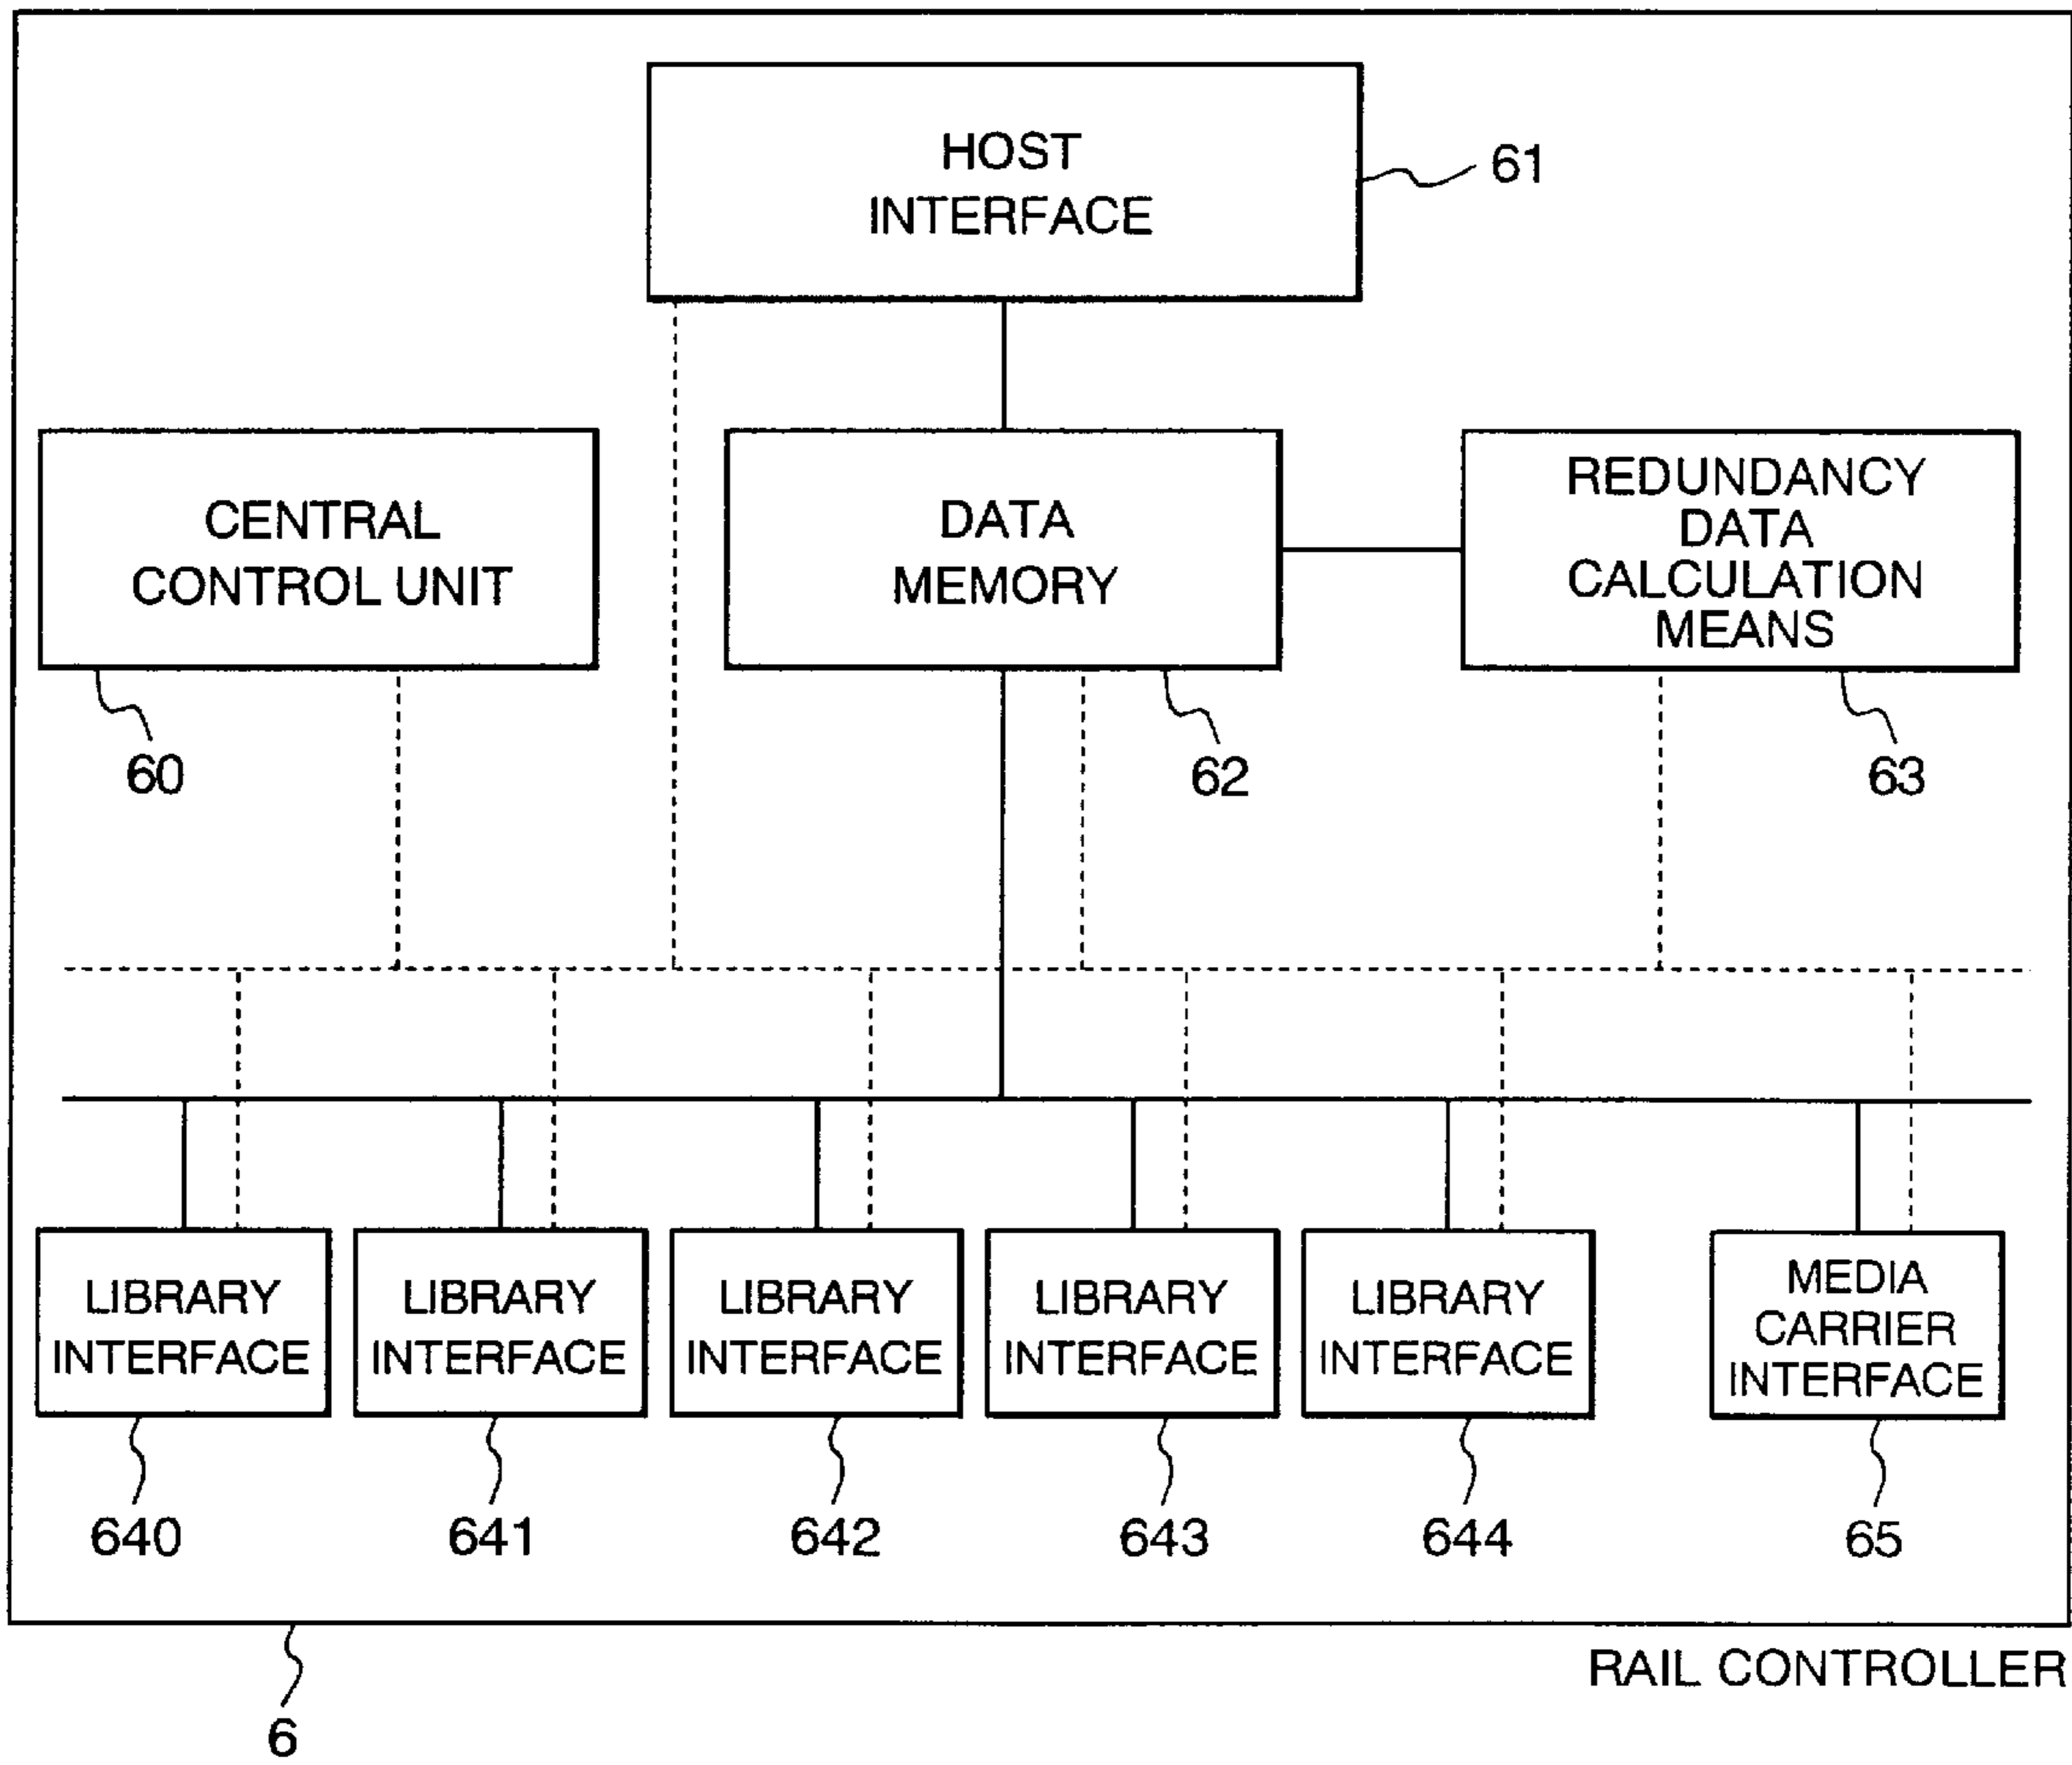 HOST
INTERFACE
61
CENTRAL
CONTROL UNIT
60
DATA
MEMORY
62
REDUNDANCY
DATA
CALCULATION
MEANS
63
LIBRARY
INTERFACE
640
LIBRARY
INTERFACE
641
LIBRARY
INTERFACE
642
LIBRARY
INTERFACE
643
LIBRARY
INTERFACE
644
MEDIA
CARRIER
INTERFACE
65
RAIL CONTROLLER
6